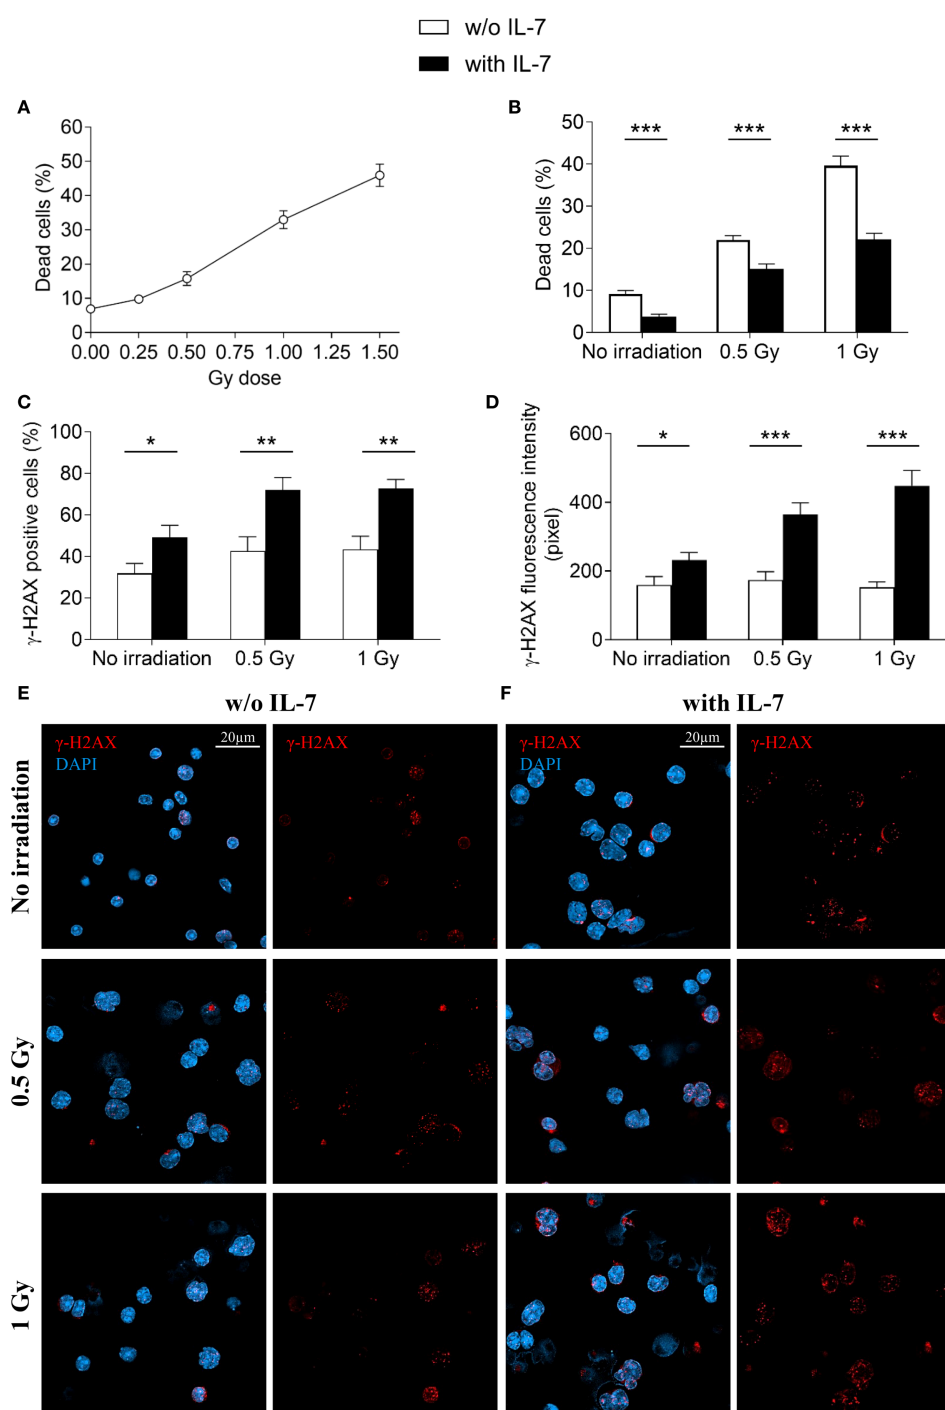 w/o IL-7
with IL-7
A
Dead cells (%)
60
50
40
30
20
10
0
0.00 0.25 0.50 0.75 1.00 1.25 1.50
Gy dose
B
Dead cells (%)
50
40
30
20
10
0
*** *** ***
No irradiation 0.5 Gy 1 Gy
C
γ-H2AX positive cells (%)
100
80
60
40
20
0
* ** **
No irradiation 0.5 Gy 1 Gy
D
γ-H2AX fluorescence intensity
(pixel)
600
400
200
0
* *** ***
No irradiation 0.5 Gy 1 Gy
E
w/o IL-7
F
with IL-7
No irradiation
γ-H2AX
DAPI
20µm
γ-H2AX
γ-H2AX
DAPI
20µm
γ-H2AX
0.5 Gy
1 Gy